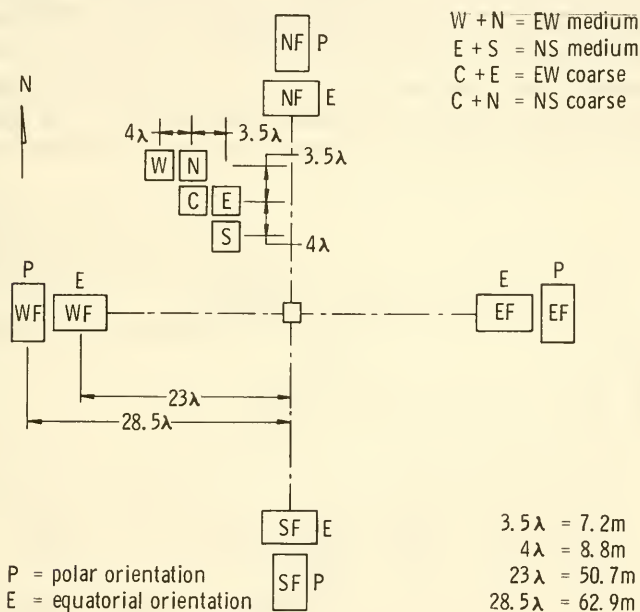 W + N = EW medium
E + S = NS medium
C + E = EW coarse
C + N = NS coarse
NF P
NF E
N
4λ 3.5λ
3.5λ
W N
C E
S
4λ
P E E P
WF WF EF EF
23λ
28.5λ
SF E
SF P
3.5λ = 7.2m
4λ = 8.8m
23λ = 50.7m
28.5λ = 62.9m
P = polar orientation
E = equatorial orientation